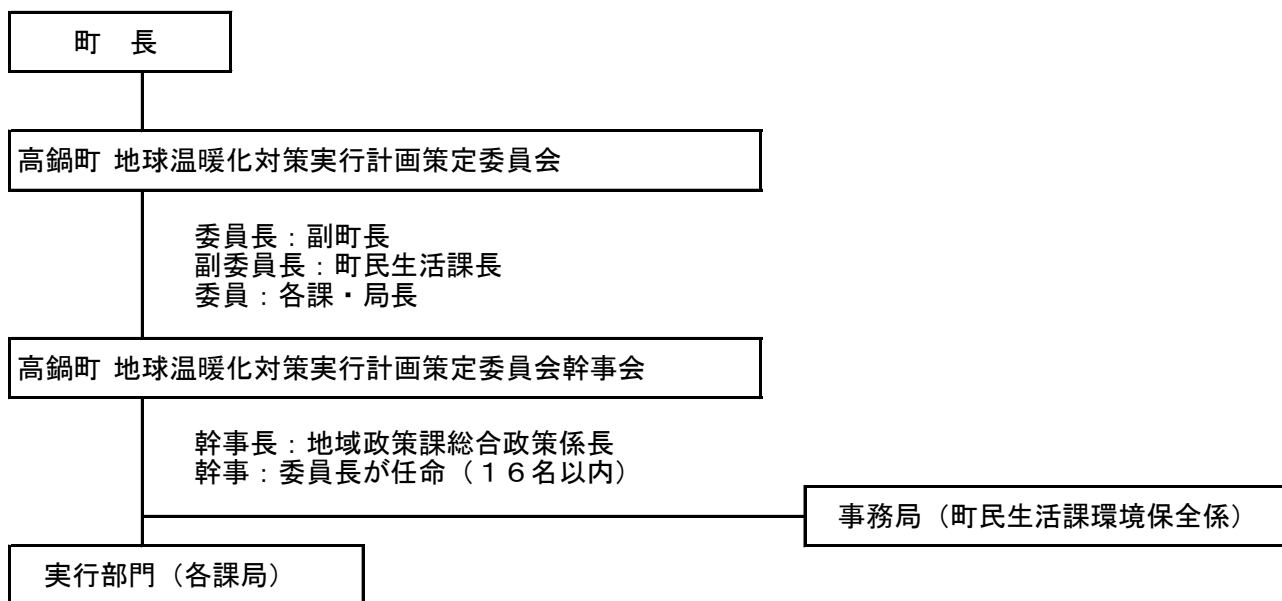 町　長
高鍋町 地球温暖化対策実行計画策定委員会
委員長：副町長
副委員長：町民生活課長
委員：各課・局長
高鍋町 地球温暖化対策実行計画策定委員会幹事会
幹事長：地域政策課総合政策係長
幹事：委員長が任命（１６名以内）
事務局（町民生活課環境保全係）
実行部門（各課局）